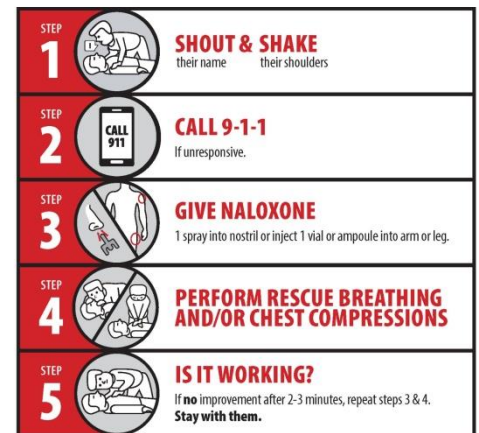 STEP
1
SHOUT & SHAKE
their name their shoulders
STEP
2
CALL
911
CALL 9-1-1
If unresponsive.
STEP
3
GIVE NALOXONE
1 spray into nostril or inject 1 vial or ampoule into arm or leg.
STEP
4
PERFORM RESCUE BREATHING
AND/OR CHEST COMPRESSIONS
STEP
5
IS IT WORKING?
If no improvement after 2-3 minutes, repeat steps 3 & 4.
Stay with them.